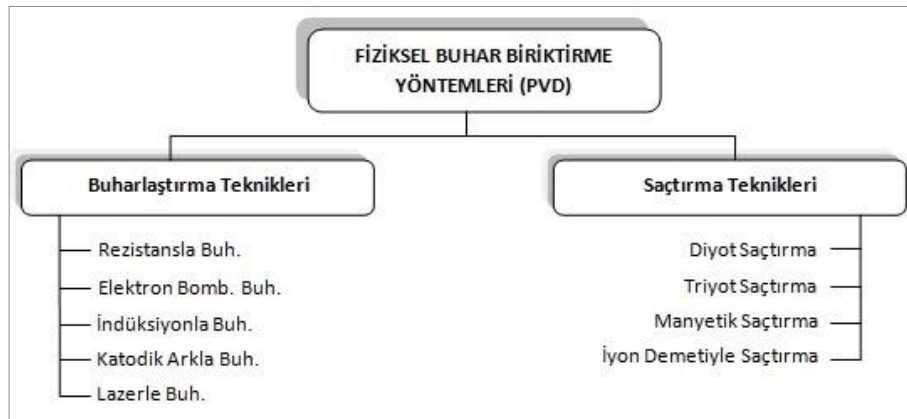 FİZİKSEL BUHAR BİRİKTİRME
YÖNTEMLERİ (PVD)
Buharlaştırma Teknikleri
Rezistansla Buh.
Elektron Bomb. Buh.
İndüksiyonla Buh.
Katodik Arkla Buh.
Lazerle Buh.
Saçtırma Teknikleri
Diyot Saçtırma
Triyot Saçtırma
Manyetik Saçtırma
İyon Demetiyle Saçtırma